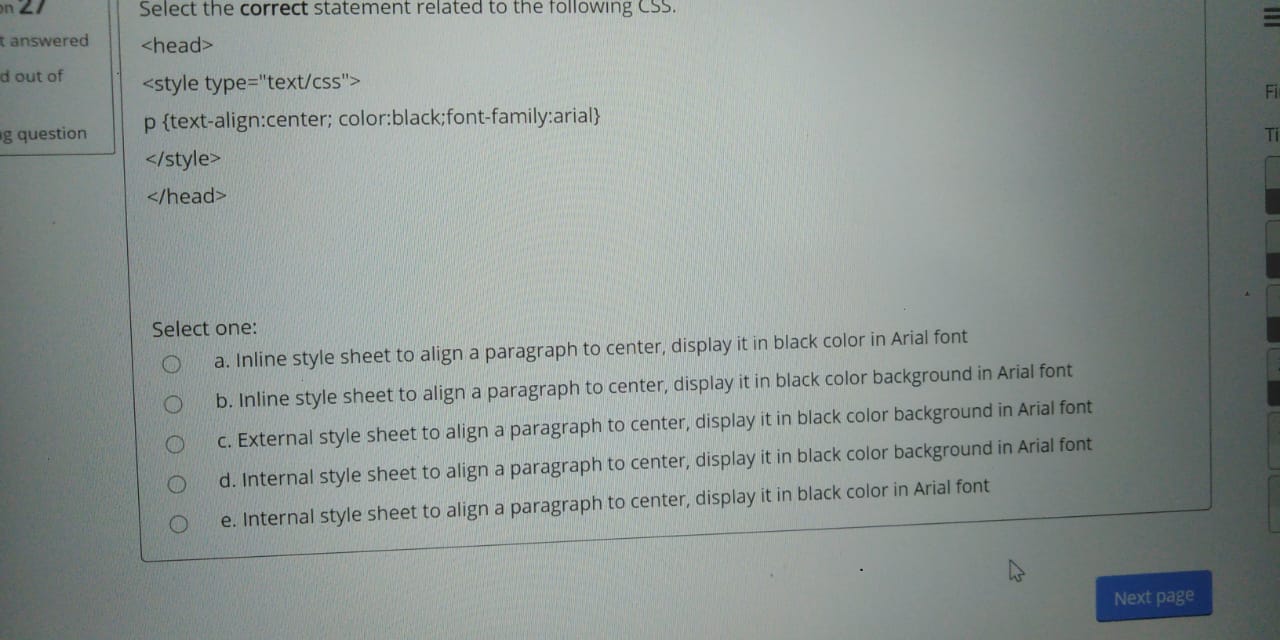 27
Select the correct statement related to the following CSS.
answered
<head>
d out of
<style type="text/css">
p {text-align:center; color:black;font-family:arial}
question
</style>
</head>
Select one:
a. Inline style sheet to align a paragraph to center, display it in black color in Arial font
b. Inline style sheet to align a paragraph to center, display it in black color background in Arial font
c. External style sheet to align a paragraph to center, display it in black color background in Arial font
d. Internal style sheet to align a paragraph to center, display it in black color background in Arial font
e. Internal style sheet to align a paragraph to center, display it in black color in Arial font
Next page